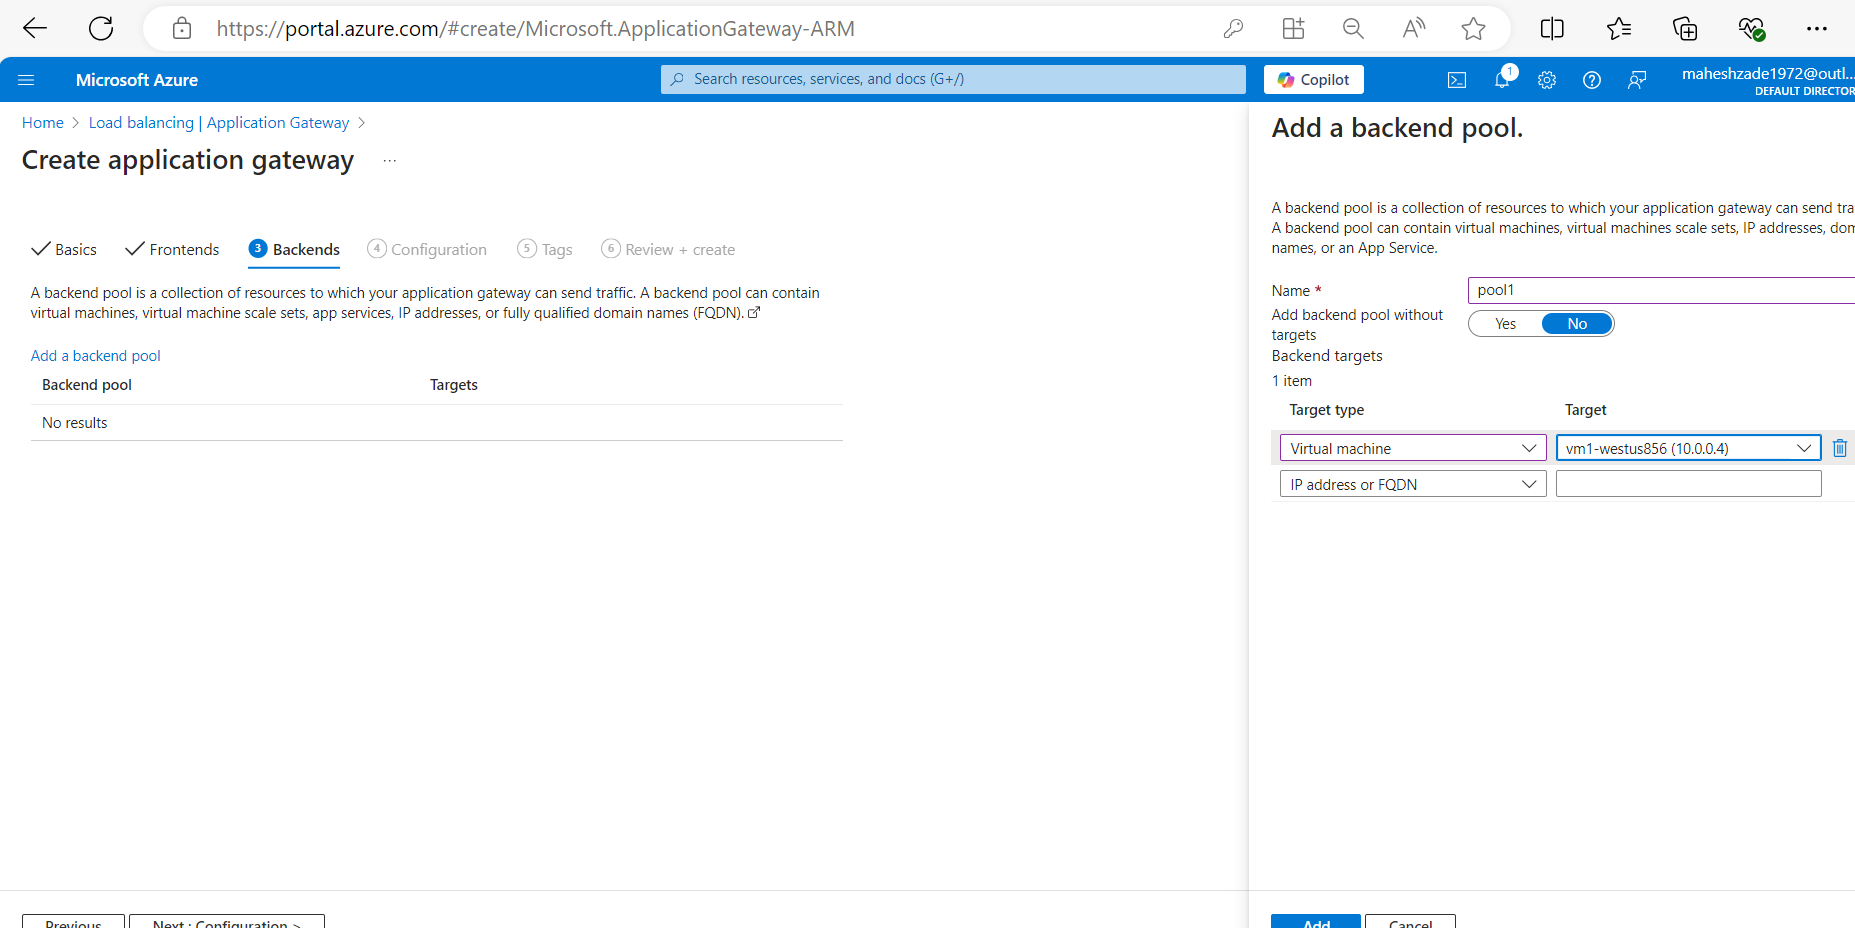 https://portal.azure.com/#create/Microsoft.ApplicationGateway-ARM
Microsoft Azure
Search resources, services, and docs (G+/)
Copilot
1
maheshzade1972@outl...
DEFAULT DIRECTOR
Home > Load balancing | Application Gateway >
Create application gateway ...
Basics
Frontends
3 Backends
4 Configuration
5 Tags
6 Review + create
A backend pool is a collection of resources to which your application gateway can send traffic. A backend pool can contain
virtual machines, virtual machine scale sets, app services, IP addresses, or fully qualified domain names (FQDN).
Add a backend pool
Backend pool Targets
No results
Previous
Next : Configuration >
Add a backend pool.
A backend pool is a collection of resources to which your application gateway can send tra
A backend pool can contain virtual machines, virtual machines scale sets, IP addresses, dom
names, or an App Service.
Name *
pool1
Add backend pool without
targets
Yes No
Backend targets
1 item
Target type Target
Virtual machine vm1-westus856 (10.0.0.4)
IP address or FQDN
Add
Cancel